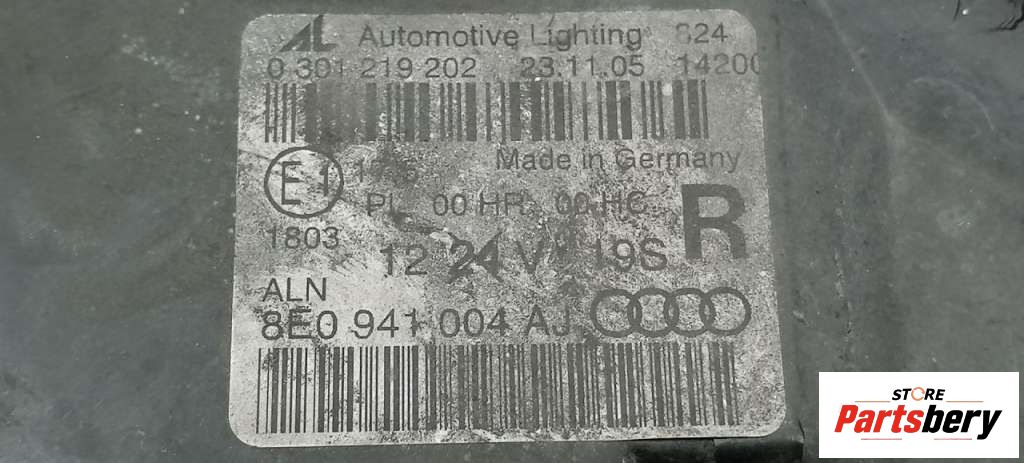 AL Automotive Lighting 824
0 301 219 202 23.11.05 1420
Made in Germany
E1
PL 00 HR 00 HC
R
1803
12 24 V 19S
ALN
8E0 941 004 AJ
STORE
Partsbery